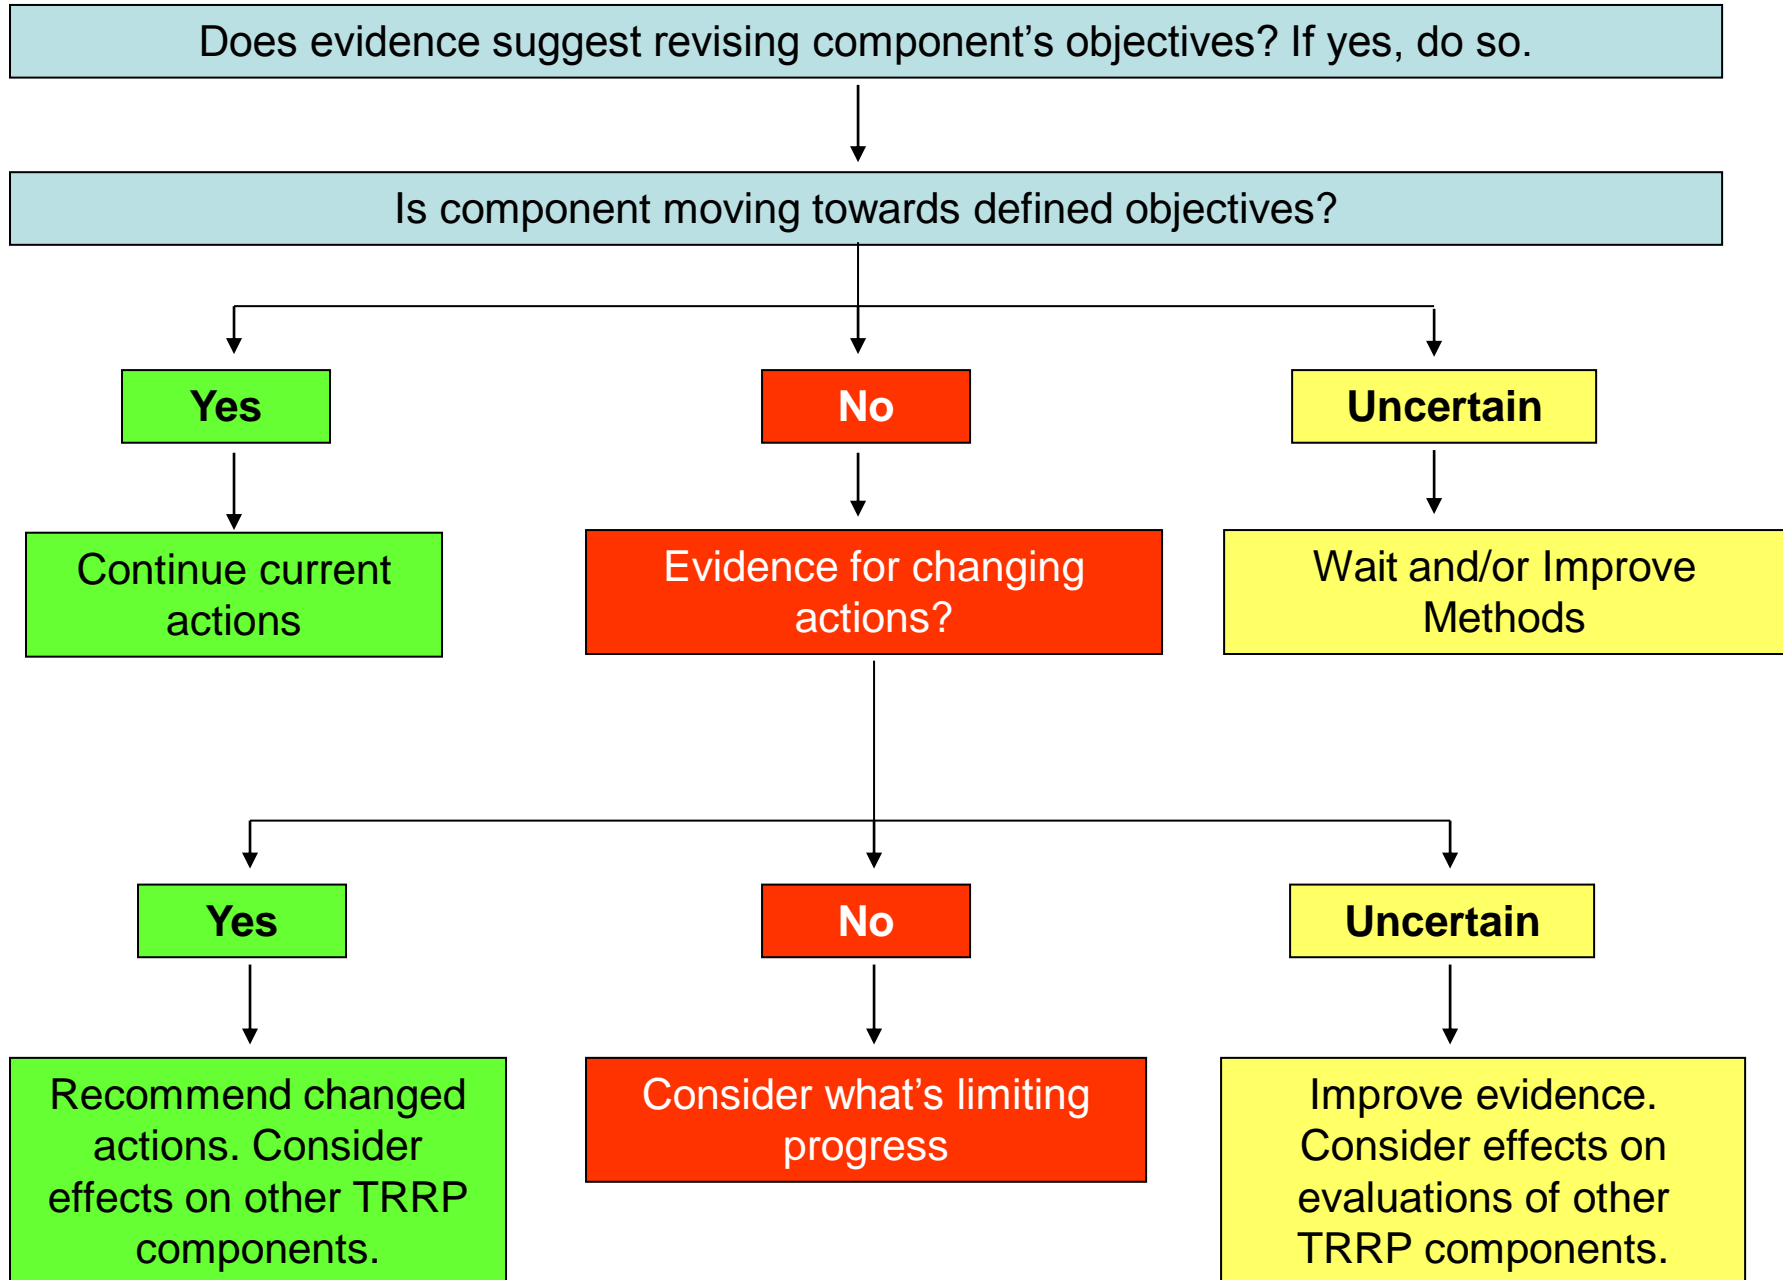 Does evidence suggest revising component’s objectives? If yes, do so.
Is component moving towards defined objectives?
Yes
No
Uncertain
Continue current
actions
Evidence for changing
actions?
Wait and/or Improve
Methods
Yes
No
Uncertain
Recommend changed
actions. Consider
effects on other TRRP
components.
Consider what’s limiting
progress
Improve evidence.
Consider effects on
evaluations of other
TRRP components.